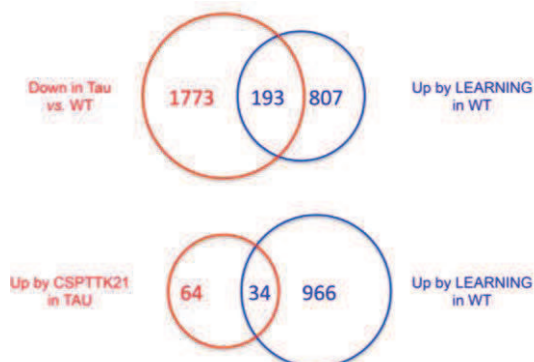 Down in Tau
vs. WT
1773
193
807
Up by LEARNING
in WT
Up by CSPTTK21
in TAU
64
34
966
Up by LEARNING
in WT